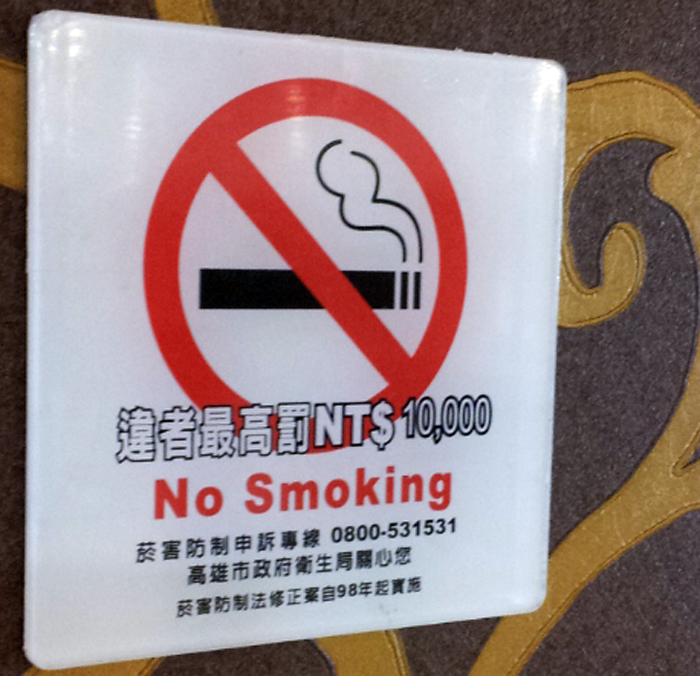 違者最高罰NT$ 10,000
No Smoking
菸害防制申訴專線 0800-531531
高雄市政府衛生局關心您
菸害防制法修正案自98年起實施